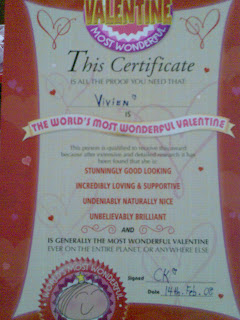 VALENTINE
MOST WONDERFUL
This Certificate
IS ALL THE PROOF YOU NEED THAT
VIVIEN
IS
THE WORLD'S MOST WONDERFUL VALENTINE
This person is qualified to receive this award
because after extensive and detailed research it has
been found that she is:
STUNNINGLY GOOD LOOKING
INCREDIBLY LOVING & SUPPORTIVE
UNDENIABLY NATURALLY NICE
UNBELIEVABLY BRILLIANT
AND
IS GENERALLY THE MOST WONDERFUL VALENTINE
EVER ON THE ENTIRE PLANET, OR ANYWHERE ELSE
MOST WONDERFUL
Signed CK
Date 14th. Feb. 08